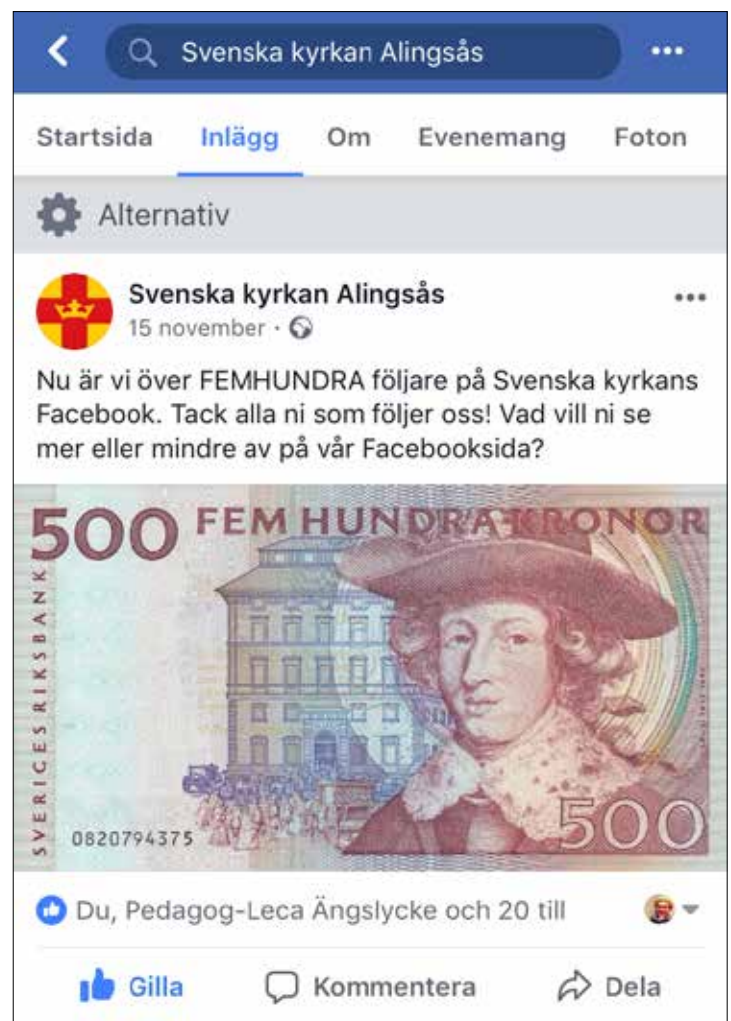 Svenska kyrkan Alingsås
Startsida Inlägg Om Evenemang Foton
Alternativ
Svenska kyrkan Alingsås
15 november
Nu är vi över FEMHUNDRA följare på Svenska kyrkans
Facebook. Tack alla ni som följer oss! Vad vill ni se
mer eller mindre av på vår Facebooksida?
500 FEM HUNDRA KRONOR
SVERIGES RIKSBANK
0820794375
500
Du, Pedagog-Leca Ängslycke och 20 till
Gilla Kommentera Dela